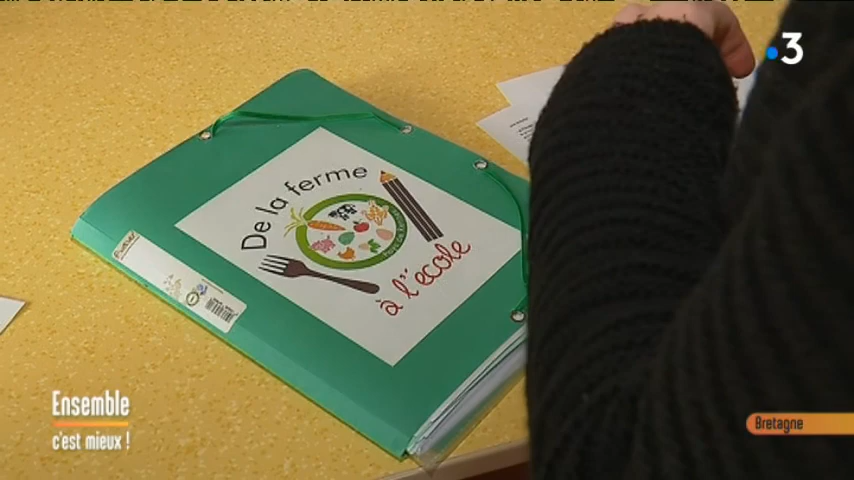 3
De la ferme
à l'école
Ensemble
c'est mieux !
Bretagne